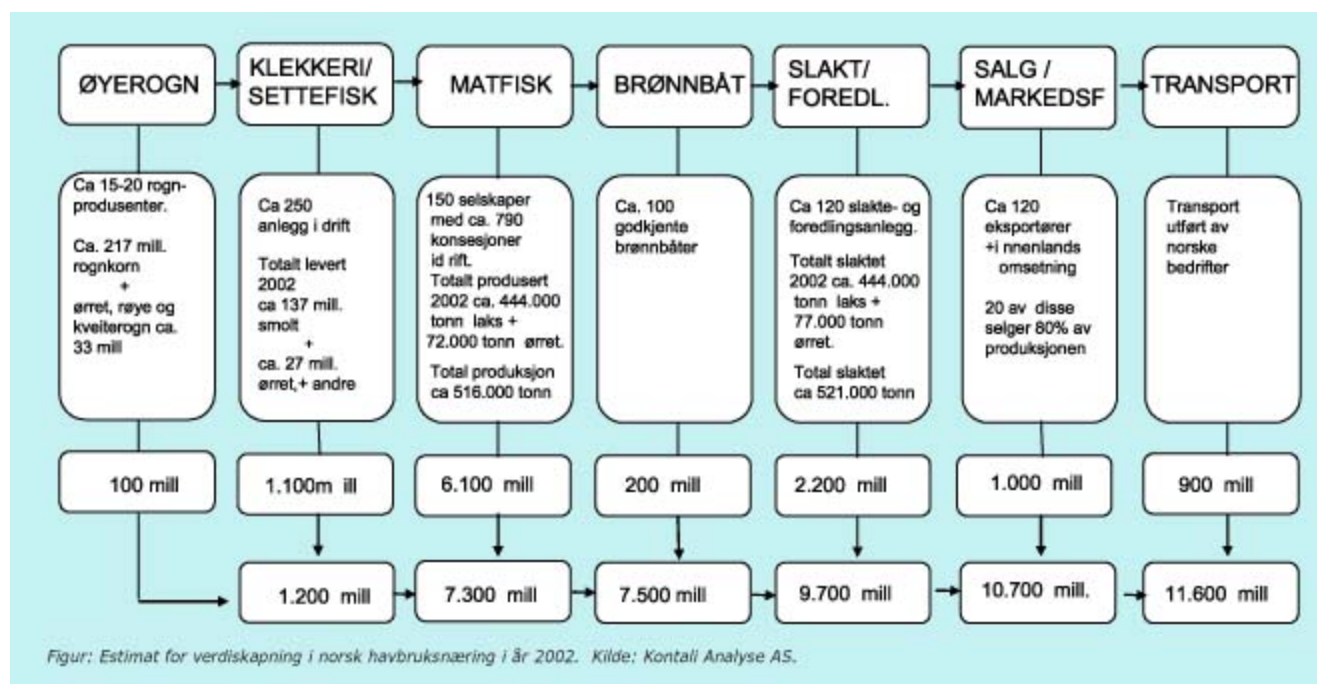 ØYEROGN
KLEKKERI/
SETTEFISK
MATFISK
BRØNNBÅT
SLAKT/
FOREDL.
SALG /
MARKEDSF
TRANSPORT
Ca 15-20 rogn-
produsenter.
Ca. 217 mill.
rognkorn
+
ørret, røye og
kveiterogn ca.
33 mill
Ca 250
anlegg i drift
Totalt levert
2002
ca 137 mill.
smolt
+
ca. 27 mill.
ørret,+ andre
150 selskaper
med ca. 790
konsesjoner
id rift.
Totalt produsert
2002 ca. 444.000
tonn laks +
72.000 tonn ørret.
Total produksjon
ca 516.000 tonn
Ca. 100
godkjente
brønnbåter
Ca 120 slakte- og
foredlingsanlegg.
Totalt slaktet
2002 ca. 444.000
tonn laks +
77.000 tonn
ørret.
Total slaktet
ca 521.000 tonn
Ca 120
eksportører
+i nnenlands
omsetning
20 av disse
selger 80% av
produksjonen
Transport
utført av
norske
bedrifter
100 mill
1.100m ill
6.100 mill
200 mill
2.200 mill
1.000 mill
900 mill
1.200 mill
7.300 mill
7.500 mill
9.700 mill
10.700 mill.
11.600 mill
Figur: Estimat for verdiskapning i norsk havbruksnæring i år 2002. Kilde: Kontali Analyse AS.